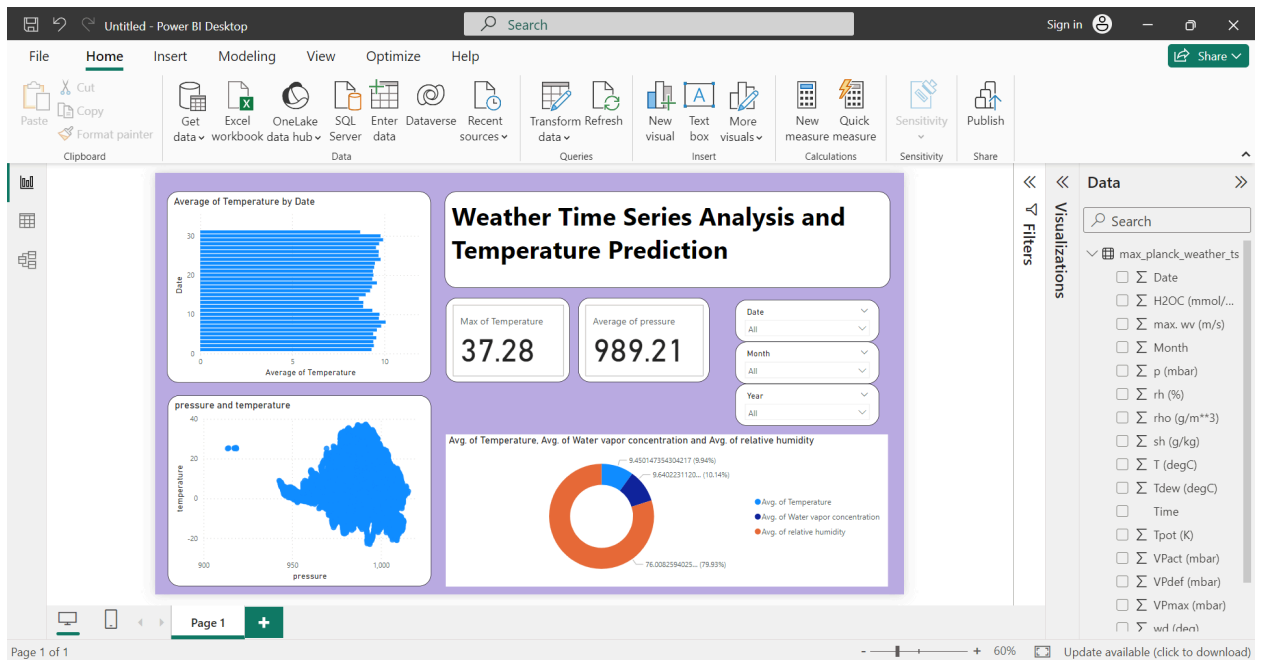 Untitled - Power BI Desktop
Search
Sign in
File Home Insert Modeling View Optimize Help
Share
Paste
Cut
Copy
Format painter
Clipboard
Get data
Excel workbook
OneLake data hub
SQL Server
Enter data
Dataverse
Recent sources
Data
Transform data
Refresh
Queries
New visual
Text box
More visuals
Insert
New measure
Quick measure
Calculations
Sensitivity
Sensitivity
Publish
Share
Average of Temperature by Date
30
20
10
0
Date
0 5 10
Average of Temperature
Weather Time Series Analysis and
Temperature Prediction
Max of Temperature
37.28
Average of pressure
989.21
Date
All
Month
All
Year
All
pressure and temperature
40
20
0
-20
temperature
900 950 1,000
pressure
Avg. of Temperature, Avg. of Water vapor concentration and Avg. of relative humidity
9.450147354304217 (9.94%)
9.6402231120... (10.14%)
76.0082594025... (79.93%)
Avg. of Temperature
Avg. of Water vapor concentration
Avg. of relative humidity
Filters
Visualizations
Data
Search
max_planck_weather_ts
Date
H2OC (mmol/...
max. wv (m/s)
Month
p (mbar)
rh (%)
rho (g/m**3)
sh (g/kg)
T (degC)
Tdew (degC)
Time
Tpot (K)
VPact (mbar)
VPdef (mbar)
VPmax (mbar)
wd (deg)
Page 1
Page 1 of 1
- + 60%
Update available (click to download)